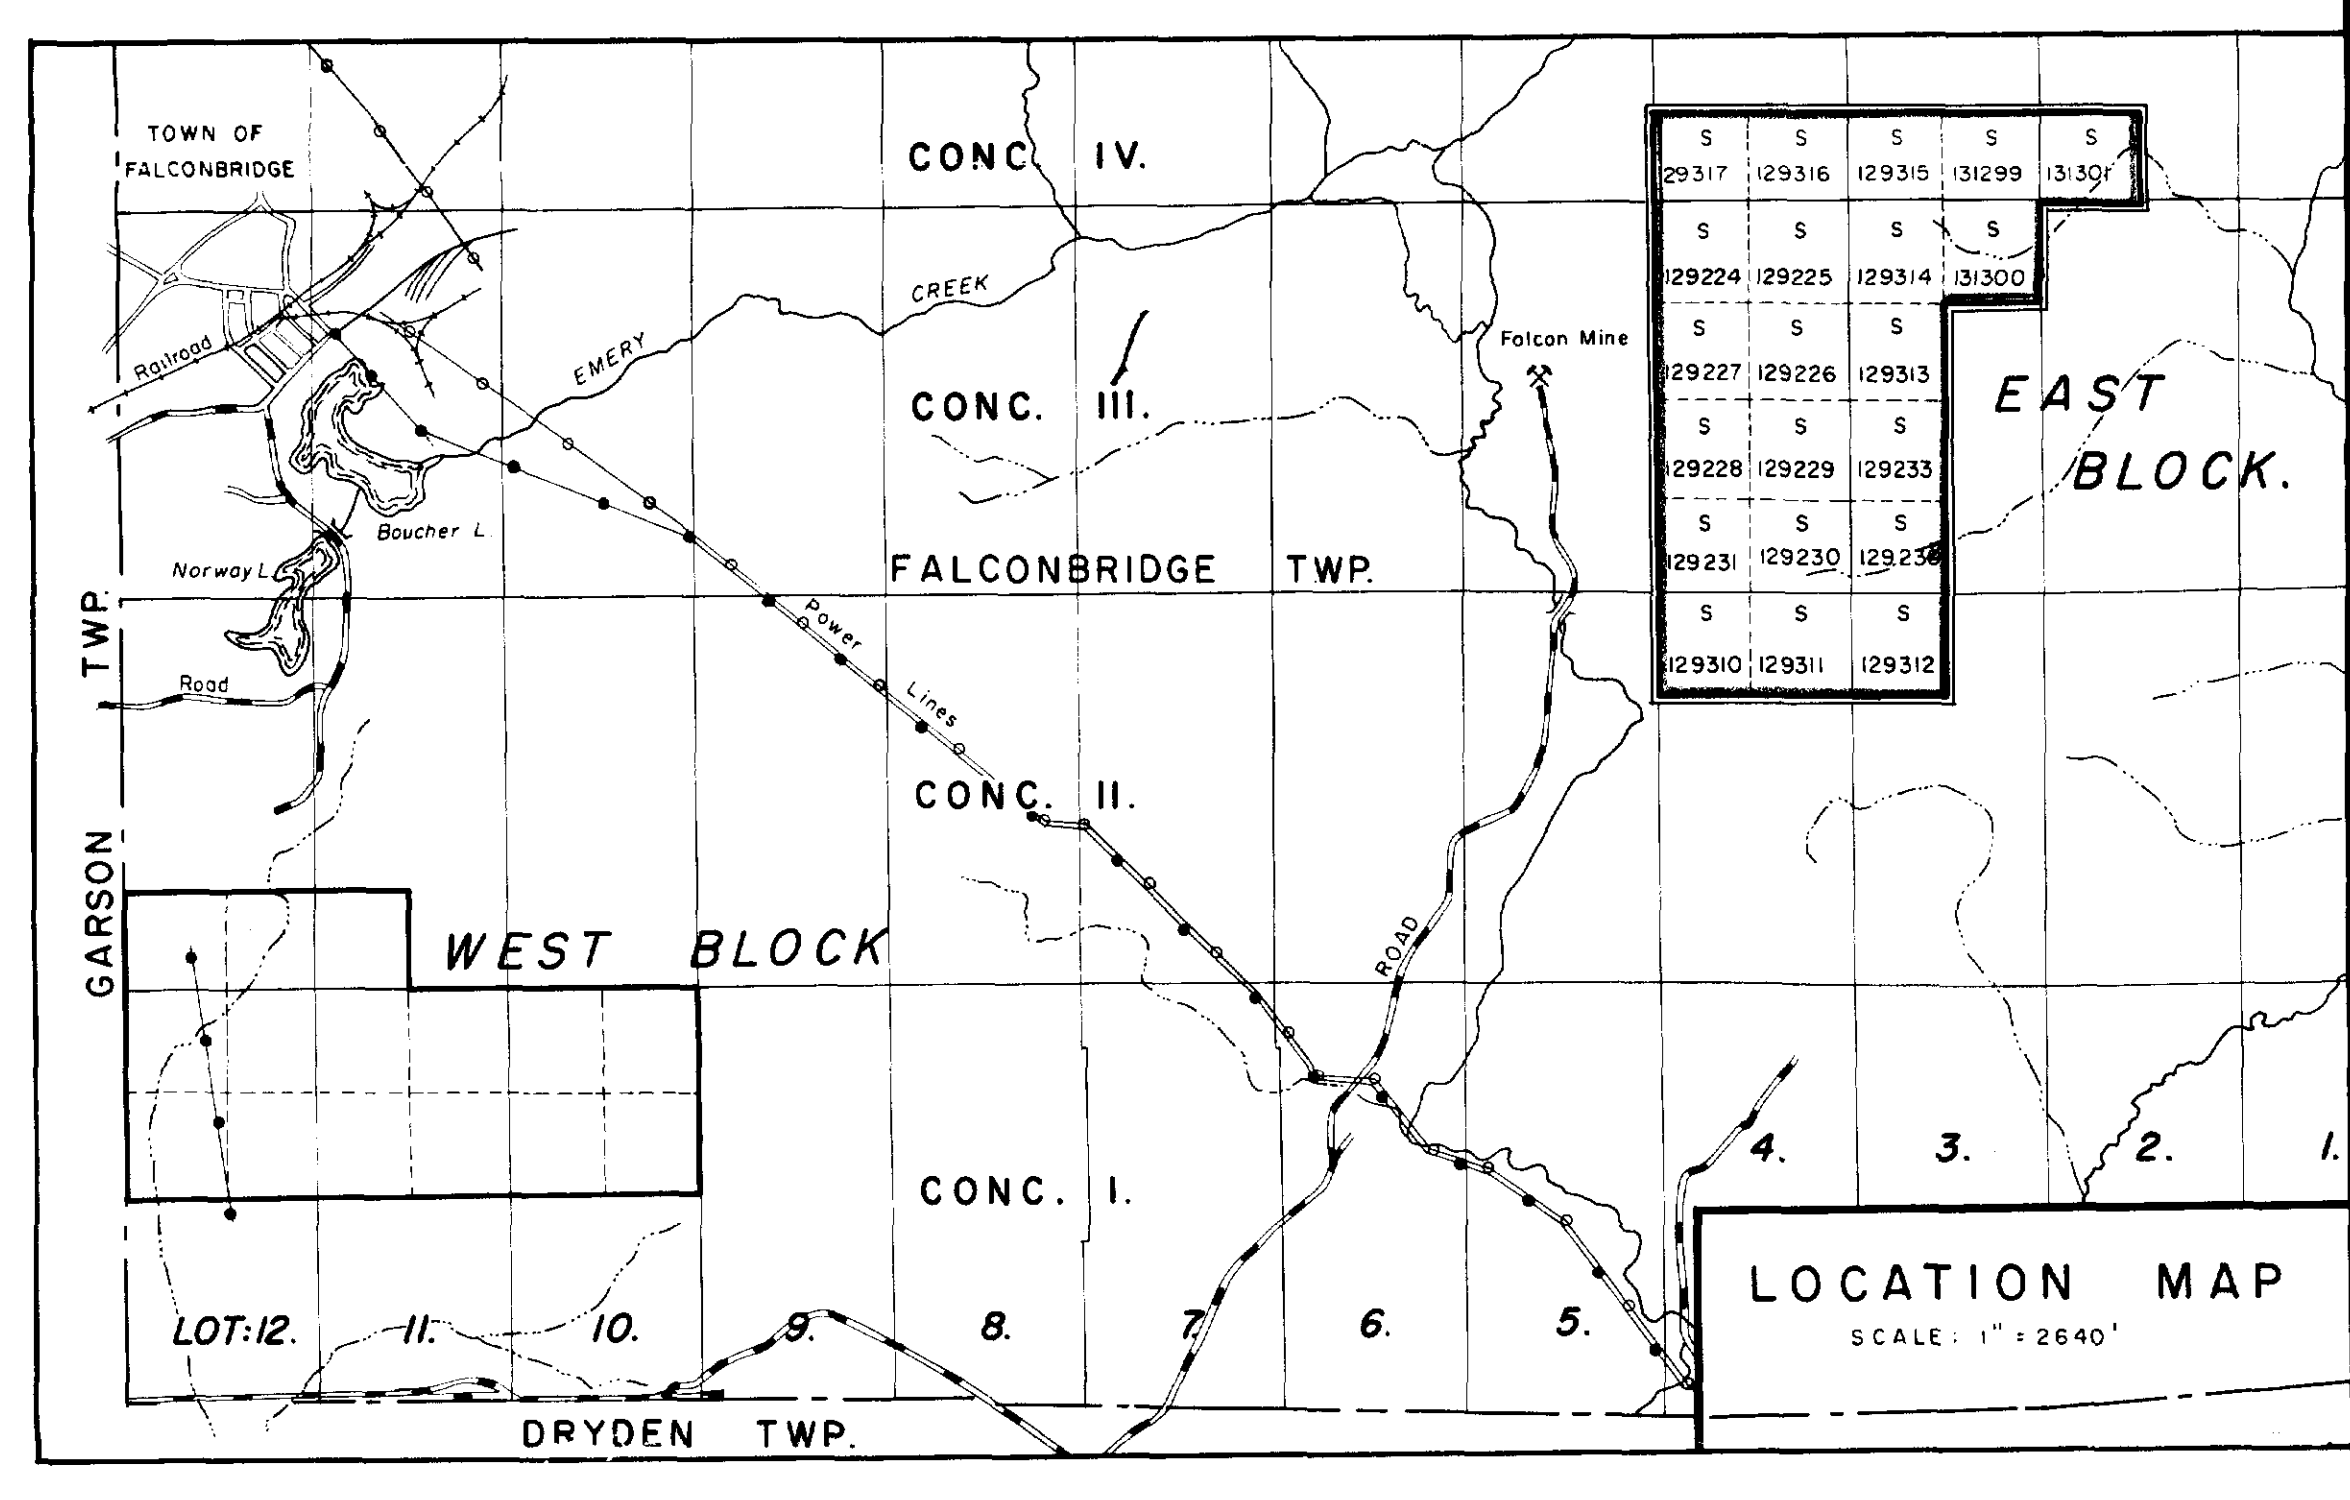 TOWN OF
FALCONBRIDGE
CONC. IV.
S S S S S
29317 129316 129315 131299 131301
S S S S
129224 129225 129314 131300
CREEK
EMERY
Railroad
Falcon Mine
S S S
129227 129226 129313
EAST
BLOCK.
CONC. III.
S S S
129228 129229 129233
Boucher L.
S S S
129231 129230
Norway L.
FALCONBRIDGE TWP.
Power
Lines
S S S
129310 129311 129312
Road
GARSON TWP.
CONC. II.
WEST BLOCK
ROAD
4. 3. 2. 1.
CONC. I.
LOT: 12. 11. 10. 9. 8. 7. 6. 5.
LOCATION MAP
SCALE: 1" = 2640'
DRYDEN TWP.